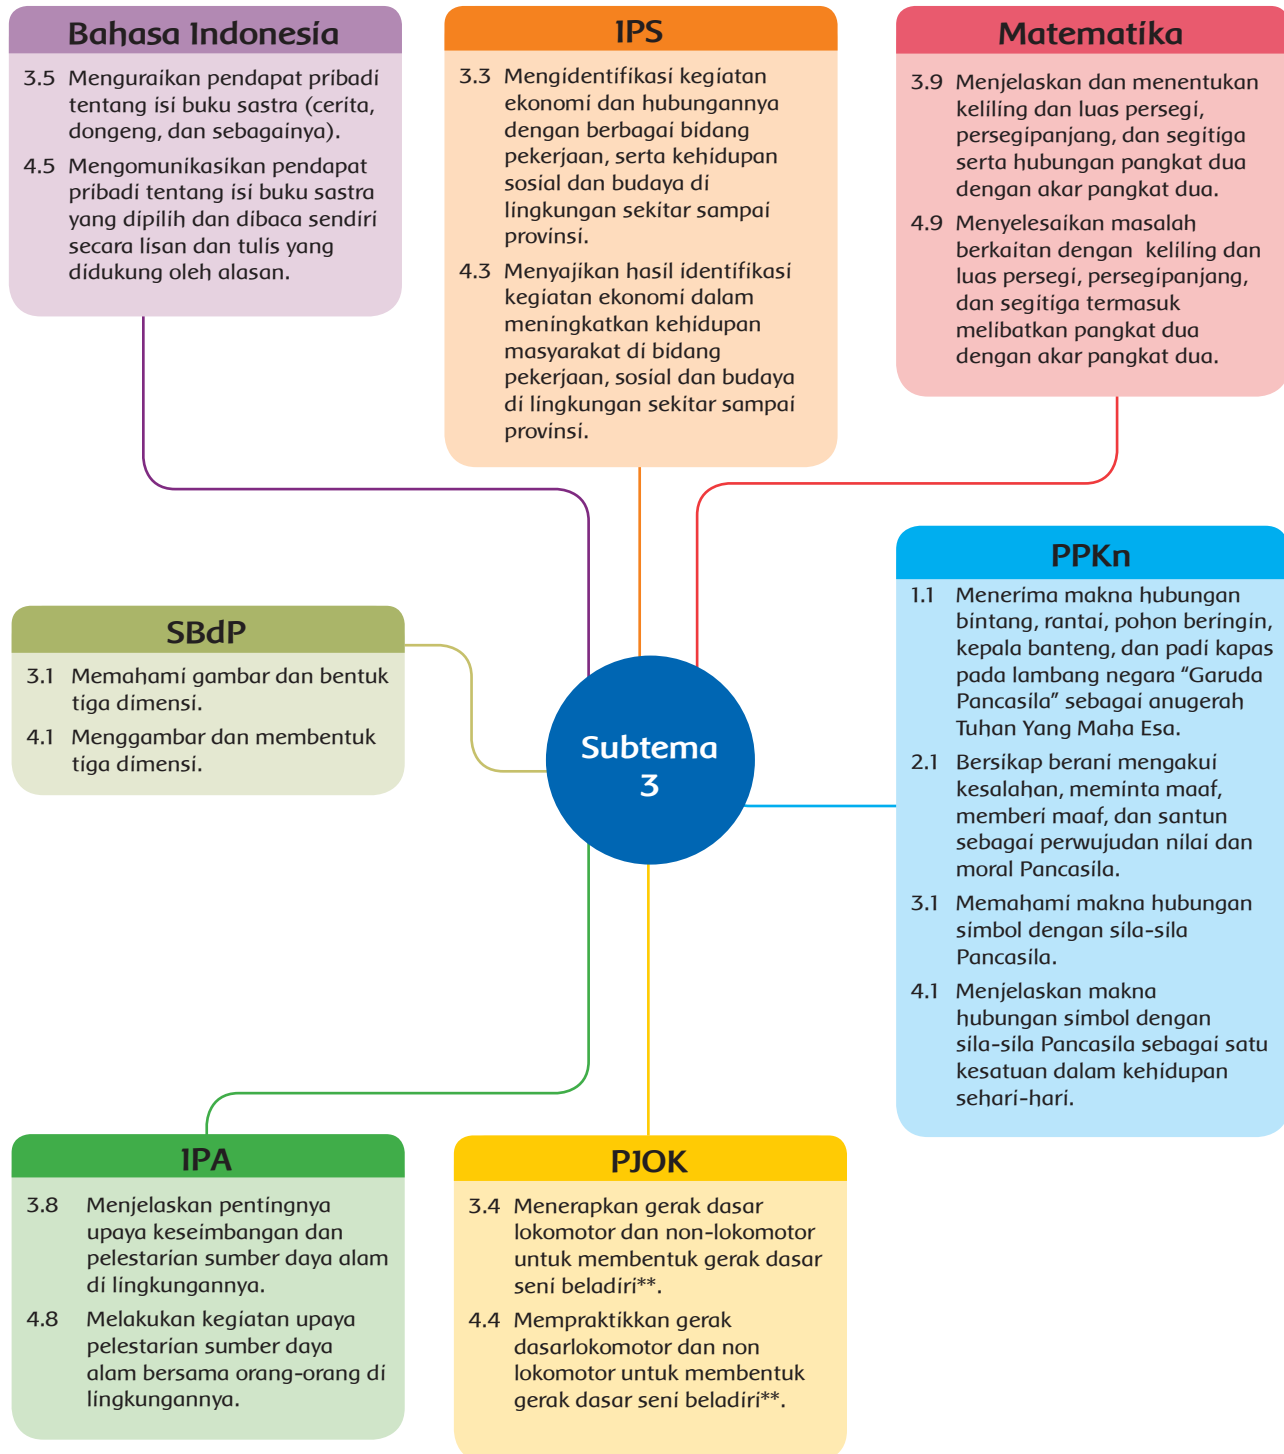 Bahasa Indonesia
3.5 Menguraikan pendapat pribadi
tentang isi buku sastra (cerita,
dongeng, dan sebagainya).
4.5 Mengomunikasikan pendapat
pribadi tentang isi buku sastra
yang dipilih dan dibaca sendiri
secara lisan dan tulis yang
didukung oleh alasan.
IPS
3.3 Mengidentifikasi kegiatan
ekonomi dan hubungannya
dengan berbagai bidang
pekerjaan, serta kehidupan
sosial dan budaya di
lingkungan sekitar sampai
provinsi.
4.3 Menyajikan hasil identifikasi
kegiatan ekonomi dalam
meningkatkan kehidupan
masyarakat di bidang
pekerjaan, sosial dan budaya
di lingkungan sekitar sampai
provinsi.
Matematika
3.9 Menjelaskan dan menentukan
keliling dan luas persegi,
persegipanjang, dan segitiga
serta hubungan pangkat dua
dengan akar pangkat dua.
4.9 Menyelesaikan masalah
berkaitan dengan keliling dan
luas persegi, persegipanjang,
dan segitiga termasuk
melibatkan pangkat dua
dengan akar pangkat dua.
SBdP
3.1 Memahami gambar dan bentuk
tiga dimensi.
4.1 Menggambar dan membentuk
tiga dimensi.
Subtema
3
PPKn
1.1 Menerima makna hubungan
bintang, rantai, pohon beringin,
kepala banteng, dan padi kapas
pada lambang negara “Garuda
Pancasila” sebagai anugerah
Tuhan Yang Maha Esa.
2.1 Bersikap berani mengakui
kesalahan, meminta maaf,
memberi maaf, dan santun
sebagai perwujudan nilai dan
moral Pancasila.
3.1 Memahami makna hubungan
simbol dengan sila-sila
Pancasila.
4.1 Menjelaskan makna
hubungan simbol dengan
sila-sila Pancasila sebagai satu
kesatuan dalam kehidupan
sehari-hari.
IPA
3.8 Menjelaskan pentingnya
upaya keseimbangan dan
pelestarian sumber daya alam
di lingkungannya.
4.8 Melakukan kegiatan upaya
pelestarian sumber daya
alam bersama orang-orang di
lingkungannya.
PJOK
3.4 Menerapkan gerak dasar
lokomotor dan non-lokomotor
untuk membentuk gerak dasar
seni beladiri**.
4.4 Mempraktikkan gerak
dasarlokomotor dan non
lokomotor untuk membentuk
gerak dasar seni beladiri**.